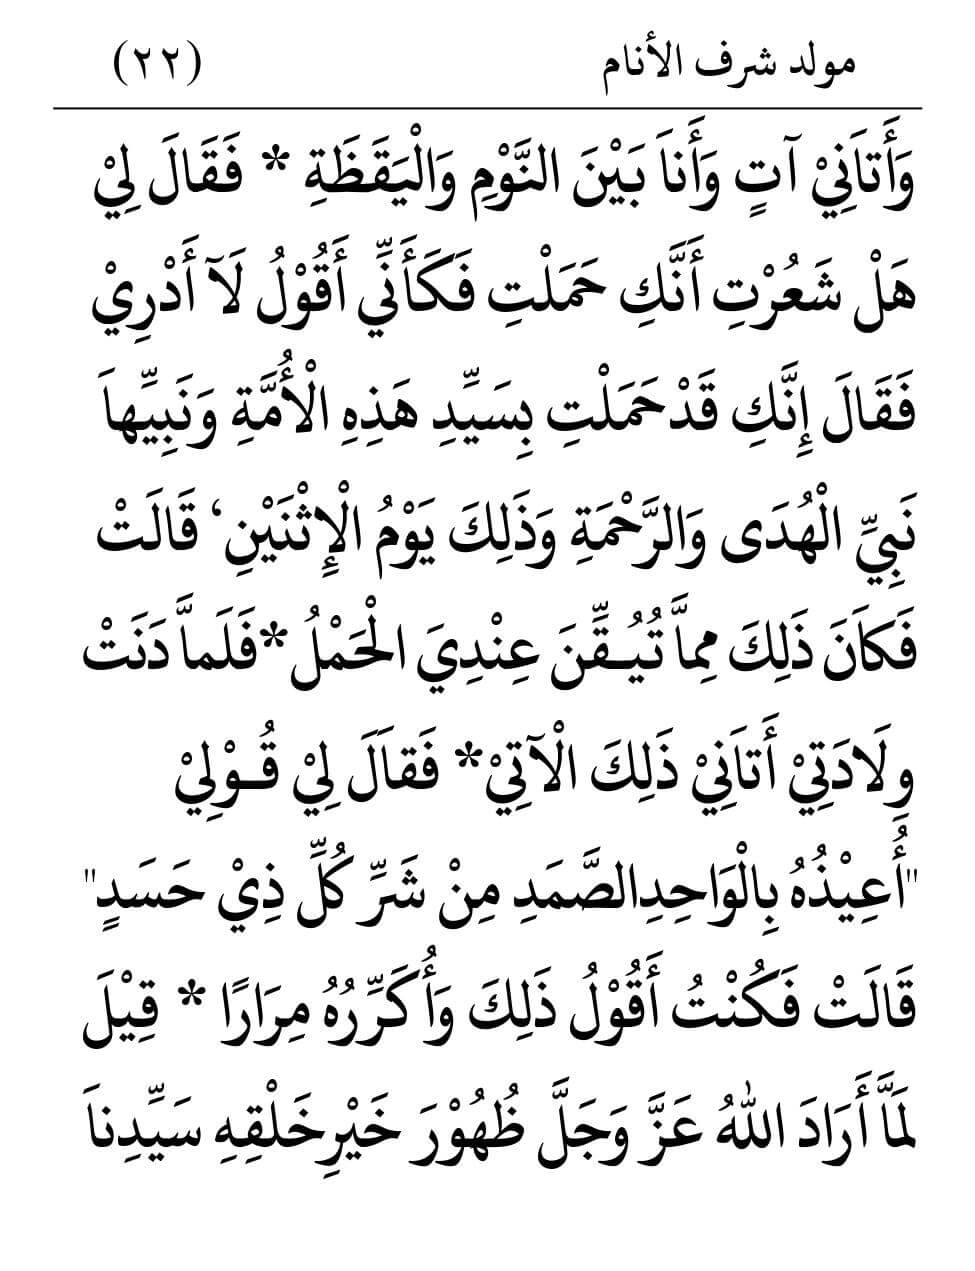 مولد شرف الأنام (٢٢)
وَأَتَانِيْ آتٍ وَأَنَا بَيْنَ النَّوْمِ وَالْيَقَظَةِ * فَقَالَ لِيْ
هَلْ شَعُرْتِ أَنَّكِ حَمَلْتِ فَكَأَنِّي أَقُوْلُ لَآ أَدْرِيْ
فَقَالَ إِنَّكِ قَدْ حَمَلْتِ بِسَيِّدِ هَذِهِ الْأُمَّةِ وَنَبِيِّهَا
نَبِيِّ الْهُدَى وَالرَّحْمَةِ وَذَلِكَ يَوْمُ الْإِثْنَيْنِ‘ قَالَتْ
فَكَانَ ذَلِكَ مِمَّا تُيُقِّنَ عِنْدِيَ الْحَمْلُ*فَلَمَّا دَنَتْ
وِلَادَتِيْ أَتَانِيْ ذَلِكَ الْآتِيْ* فَقَالَ لِيْ قُـوْلِيْ
"أُعِيْذُهُ بِالْوَاحِدِالصَّمَدِ مِنْ شَرِّ كُلِّ ذِيْ حَسَدٍ"
قَالَتْ فَكُنْتُ أَقُوْلُ ذَلِكَ وَأُكَرِّرُهُ مِرَارًا * قِيْلَ
لَمَّا أَرَادَ اللهُ عَزَّ وَجَلَّ ظُهُوْرَ خَيْرِخَلْقِهِ سَيِّدِنَا